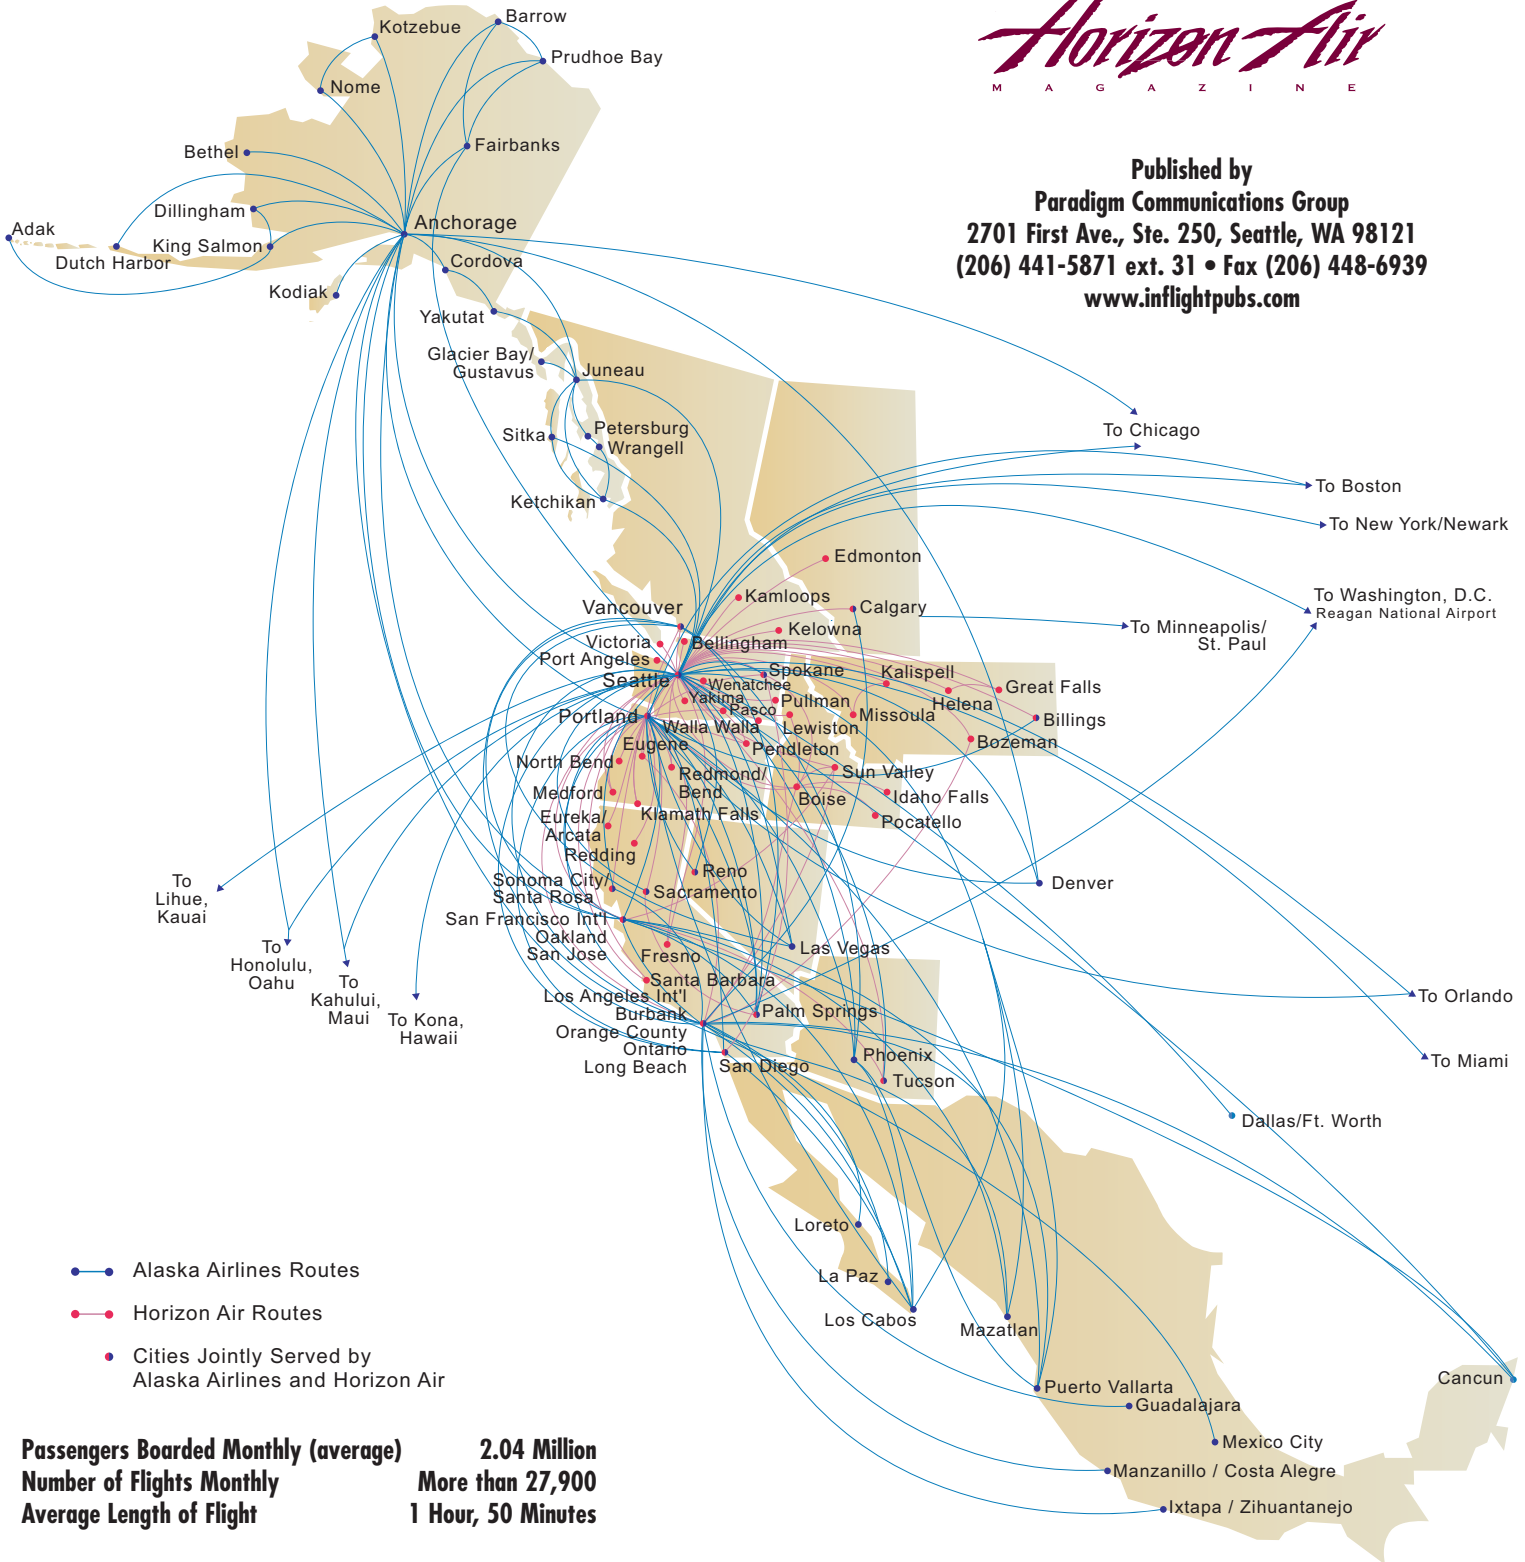 Horizon Air
MAGAZINE
Published by
Paradigm Communications Group
2701 First Ave., Ste. 250, Seattle, WA 98121
(206) 441-5871 ext. 31 • Fax (206) 448-6939
www.inflightpubs.com
Barrow
Kotzebue
Prudhoe Bay
Nome
Fairbanks
Bethel
Dillingham
Anchorage
Adak
King Salmon
Dutch Harbor
Cordova
Kodiak
Yakutat
Glacier Bay/
Gustavus
Juneau
Sitka
Petersburg
Wrangell
Ketchikan
To Chicago
To Boston
To New York/Newark
To Washington, D.C.
Reagan National Airport
To Minneapolis/
St. Paul
Edmonton
Kamloops
Calgary
Vancouver
Kelowna
Victoria
Bellingham
Port Angeles
Seattle
Spokane
Wenatchee
Kalispell
Great Falls
Yakima
Pullman
Helena
Pasco
Portland
Walla Walla
Lewiston
Missoula
Billings
Eugene
Pendleton
Bozeman
North Bend
Redmond/
Bend
Sun Valley
Medford
Boise
Idaho Falls
Klamath Falls
Eureka/
Arcata
Pocatello
Redding
Reno
Denver
Sonoma City/
Santa Rosa
Sacramento
San Francisco Int'l
Oakland
San Jose
Las Vegas
Fresno
Santa Barbara
Los Angeles Int'l
Burbank
Orange County
Ontario
Long Beach
Palm Springs
San Diego
Phoenix
Tucson
To
Lihue,
Kauai
To
Honolulu,
Oahu
To
Kahului,
Maui
To Kona,
Hawaii
To Orlando
To Miami
Dallas/Ft. Worth
Loreto
La Paz
Los Cabos
Mazatlan
Puerto Vallarta
Guadalajara
Cancun
Mexico City
Manzanillo / Costa Alegre
Ixtapa / Zihuantanejo
Alaska Airlines Routes
Horizon Air Routes
Cities Jointly Served by
Alaska Airlines and Horizon Air
Passengers Boarded Monthly (average) 2.04 Million
Number of Flights Monthly More than 27,900
Average Length of Flight 1 Hour, 50 Minutes